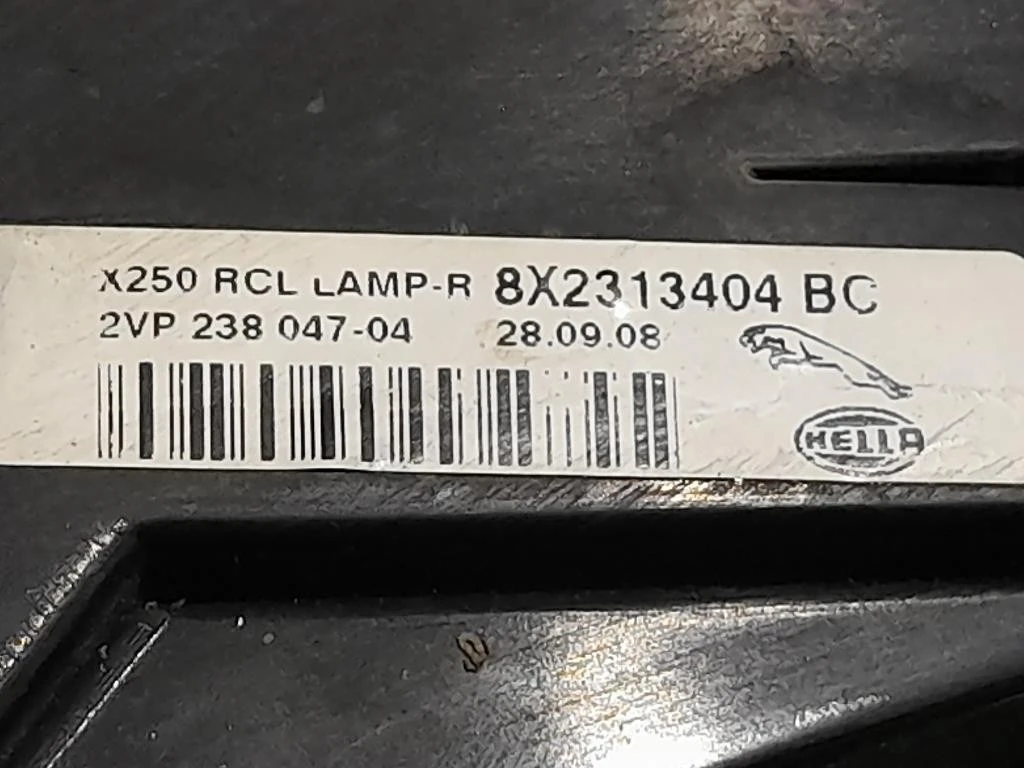 X250 RCL LAMP-R 8X2313404 BC
2VP 238 047-04 28.09.08
HELLA